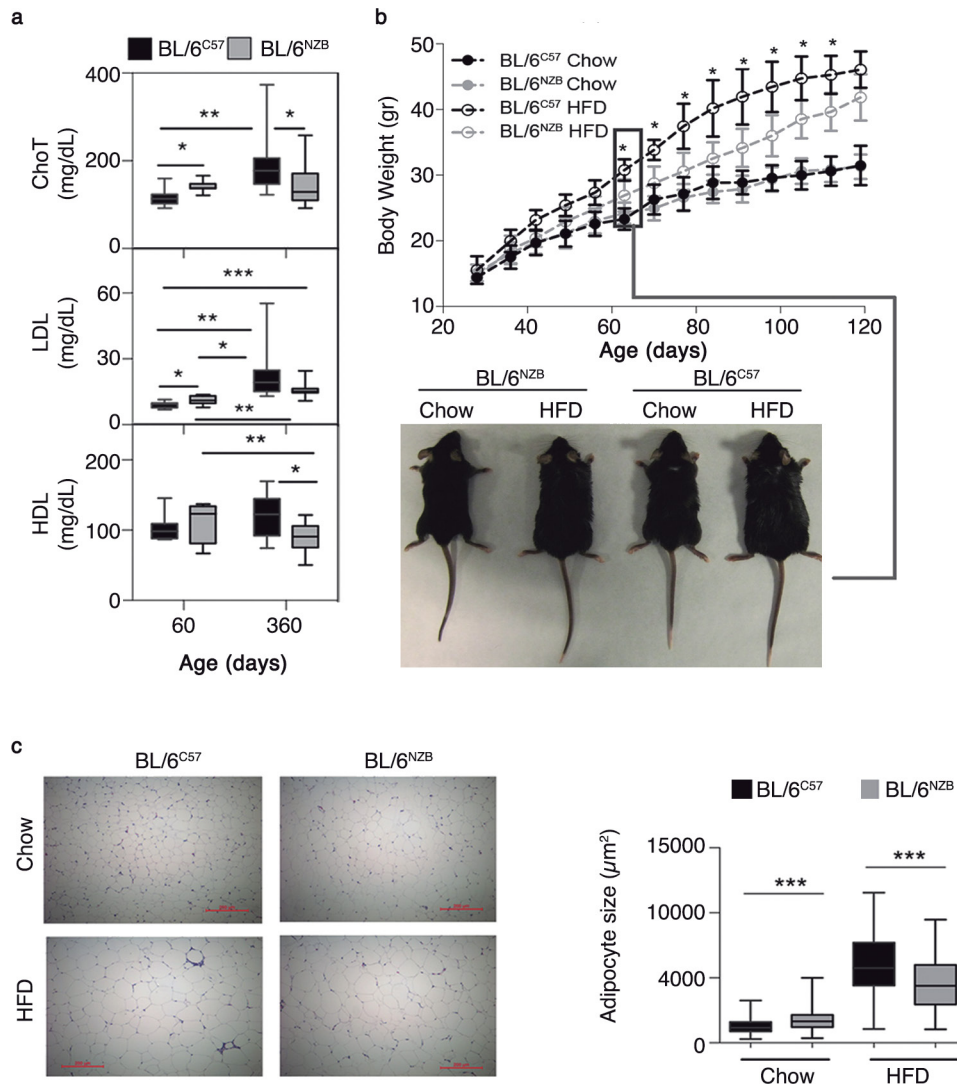 a
BL/6C57 BL/6NZB
400
200
0
ChoT
(mg/dL)
**
*
*
60
30
0
LDL
(mg/dL)
***
**
*
*
**
200
100
0
HDL
(mg/dL)
**
*
60 360
Age (days)
b
50
40
30
20
10
Body Weight (gr)
BL/6C57 Chow
BL/6NZB Chow
BL/6C57 HFD
BL/6NZB HFD
* * * * * * * *
20 40 60 80 100 120
Age (days)
BL/6NZB BL/6C57
Chow HFD Chow HFD
c
BL/6C57 BL/6NZB
Chow
HFD
BL/6C57 BL/6NZB
15000
10000
4000
0
Adipocyte size (µm²)
*** ***
Chow HFD